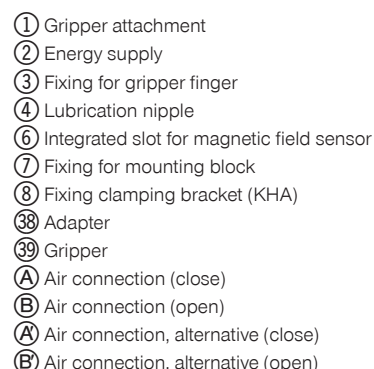 ① Gripper attachment
② Energy supply
③ Fixing for gripper finger
④ Lubrication nipple
⑥ Integrated slot for magnetic field sensor
⑦ Fixing for mounting block
⑧ Fixing clamping bracket (KHA)
㊳ Adapter
㊴ Gripper
Ⓐ Air connection (close)
Ⓑ Air connection (open)
Ⓐ′ Air connection, alternative (close)
Ⓑ′ Air connection, alternative (open)